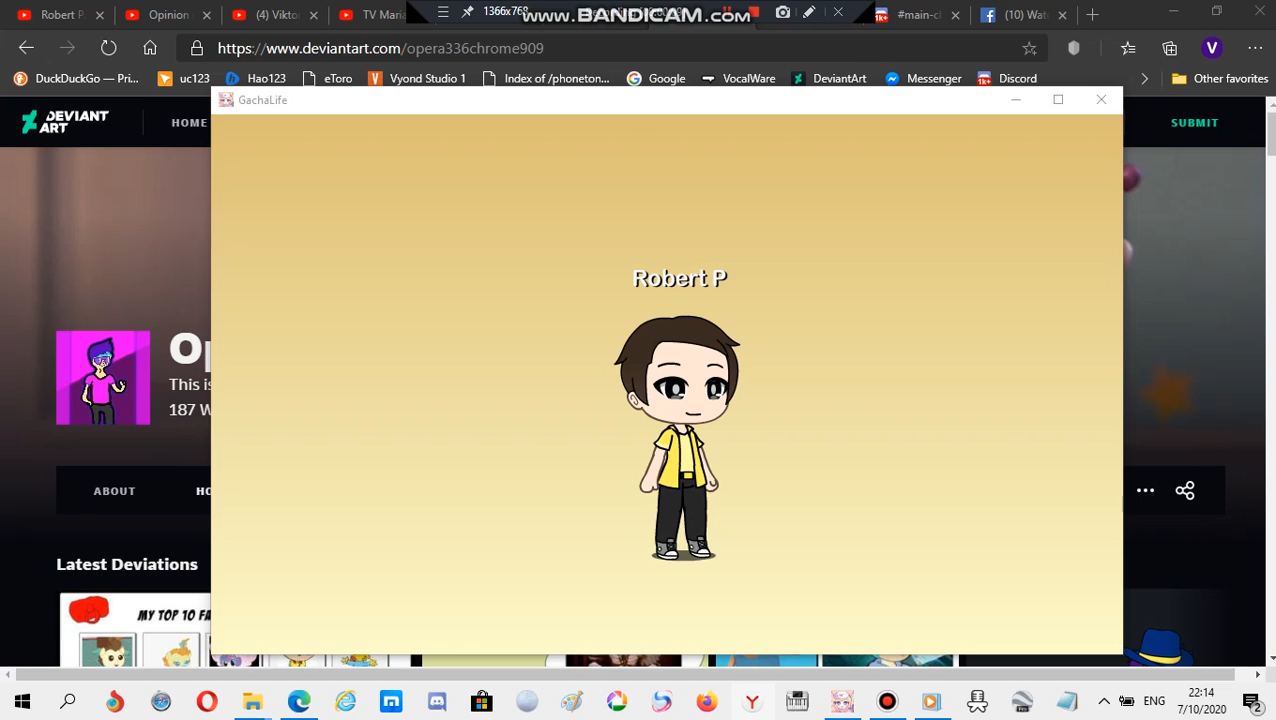 Robert P.
Opinion
Vikto
TV Maria
1366x768
www.BANDICAM.com
#main-ci
(10) Wat
https://www.deviantart.com/opera336chrome909
V
DuckDuckGo — Pri...
uc123
Hao123
eToro
Vyond Studio 1
Index of /phoneton...
Google
VocalWare
DeviantArt
Messenger
Discord
Other favorites
GachaLife
DEVIANT
ART
HOME
SUBMIT
Robert P
Op
This is
187 W
ABOUT
HO
Latest Deviations
MY TOP 10 FA
ENG
22:14
7/10/2020
2